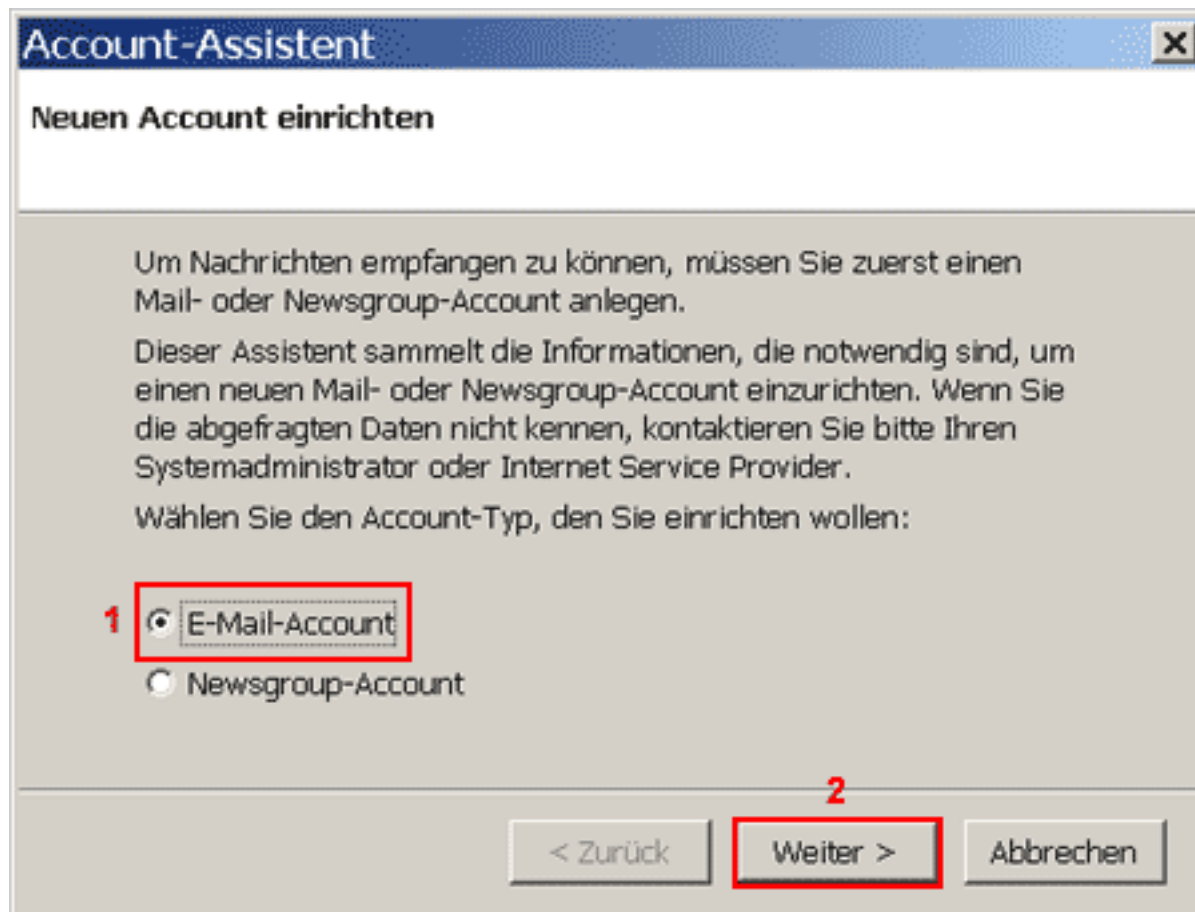 Account-Assistent
Neuen Account einrichten
Um Nachrichten empfangen zu können, müssen Sie zuerst einen
Mail- oder Newsgroup-Account anlegen.
Dieser Assistent sammelt die Informationen, die notwendig sind, um
einen neuen Mail- oder Newsgroup-Account einzurichten. Wenn Sie
die abgefragten Daten nicht kennen, kontaktieren Sie bitte Ihren
Systemadministrator oder Internet Service Provider.
Wählen Sie den Account-Typ, den Sie einrichten wollen:
1 E-Mail-Account
Newsgroup-Account
2
< Zurück Weiter > Abbrechen